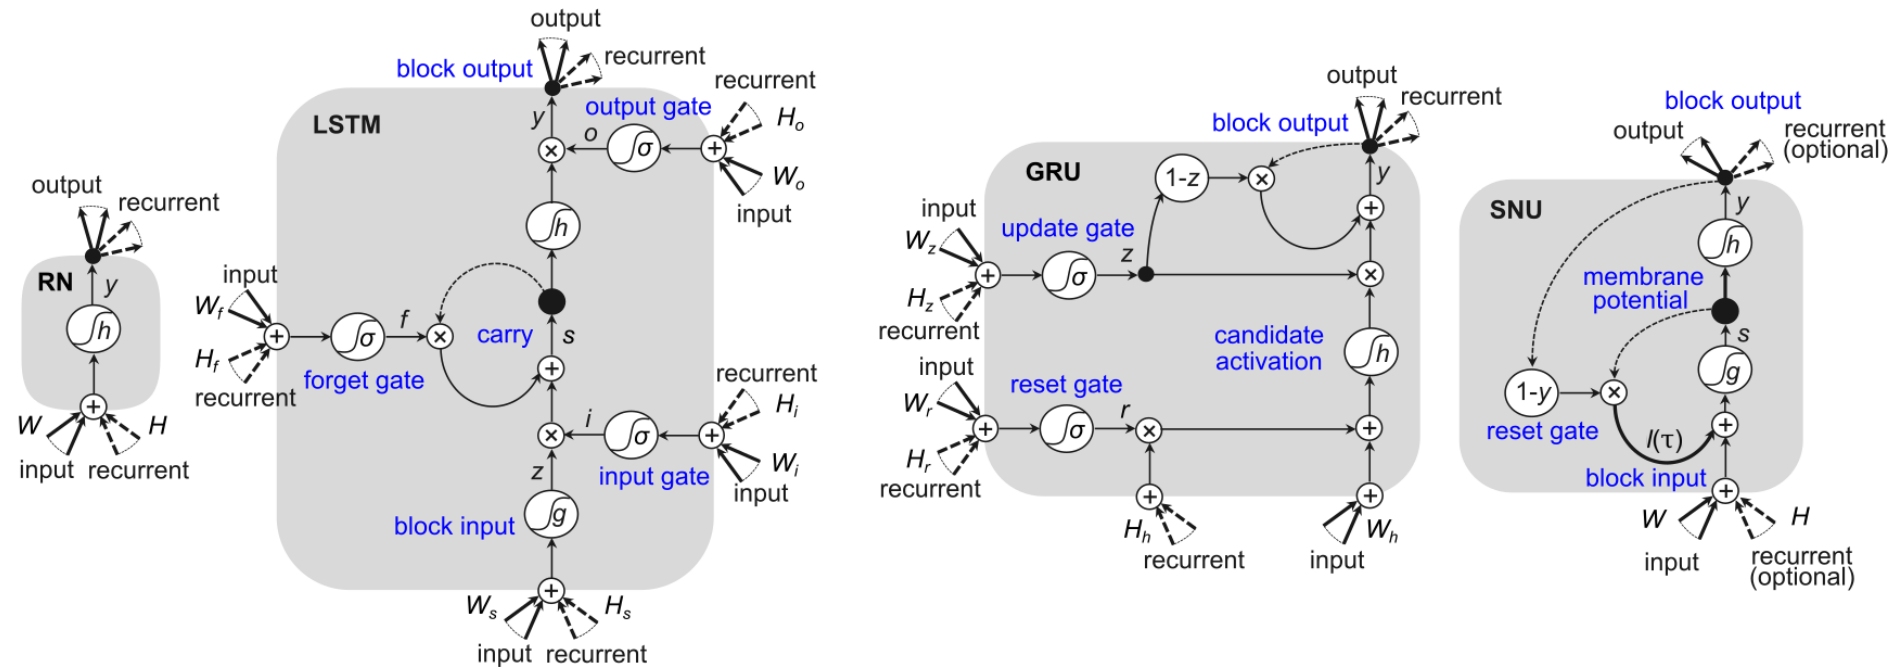 RN
output
recurrent
y
h
W
H
input
recurrent
LSTM
output
block output
recurrent
recurrent
output gate
y
o
σ
H_o
W_o
input
h
input
W_f
H_f
recurrent
σ
f
forget gate
carry
s
recurrent
H_i
i
σ
W_i
input gate
input
z
block input
g
W_s
H_s
input
recurrent
GRU
output
recurrent
block output
1-z
y
input
W_z
update gate
σ
z
H_z
recurrent
candidate
activation
h
input
W_r
reset gate
σ
r
H_r
recurrent
H_h
recurrent
W_h
input
SNU
block output
output
recurrent
(optional)
y
h
membrane
potential
s
g
1-y
reset gate
l(τ)
block input
W
H
input
recurrent
(optional)